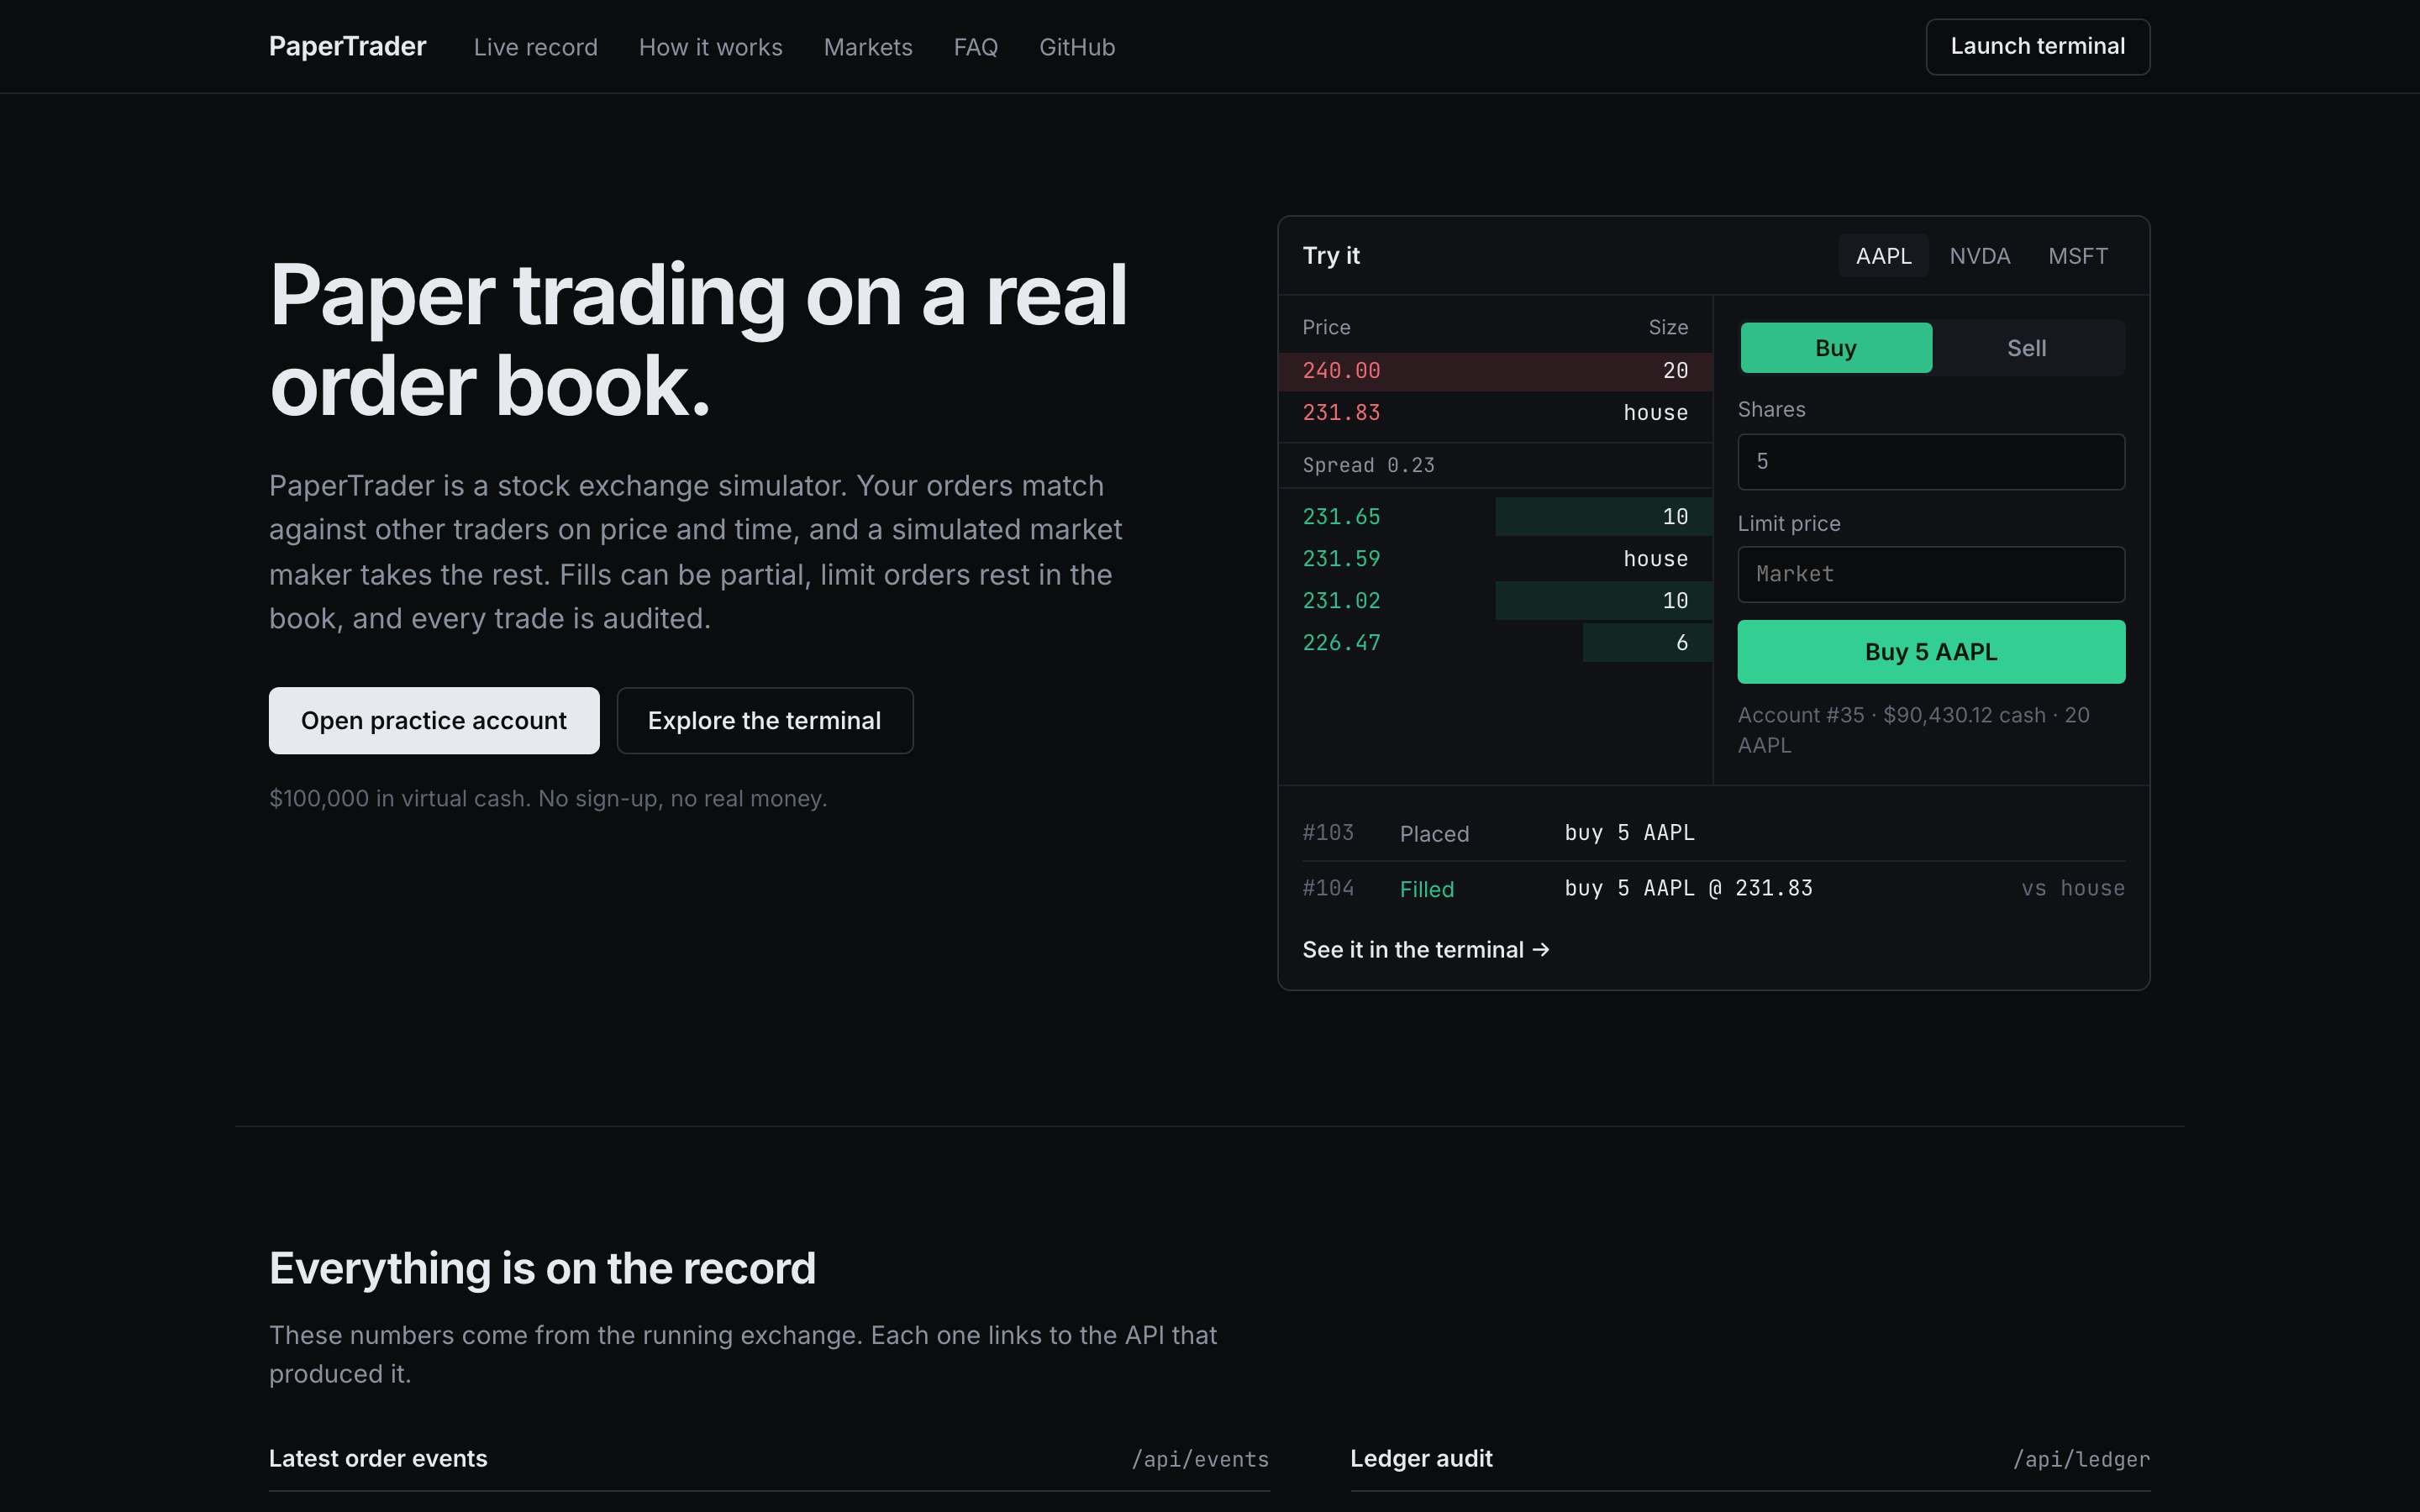 PaperTrader Live record How it works Markets FAQ GitHub Launch terminal
Paper trading on a real
order book.
PaperTrader is a stock exchange simulator. Your orders match
against other traders on price and time, and a simulated market
maker takes the rest. Fills can be partial, limit orders rest in the
book, and every trade is audited.
Open practice account Explore the terminal
$100,000 in virtual cash. No sign-up, no real money.
Try it AAPL NVDA MSFT
Price Size
240.00 20
231.83 house
Spread 0.23
231.65 10
231.59 house
231.02 10
226.47 6
Buy Sell
Shares
5
Limit price
Market
Buy 5 AAPL
Account #35 · $90,430.12 cash · 20
AAPL
#103 Placed buy 5 AAPL
#104 Filled buy 5 AAPL @ 231.83 vs house
See it in the terminal →
Everything is on the record
These numbers come from the running exchange. Each one links to the API that
produced it.
Latest order events /api/events
Ledger audit /api/ledger